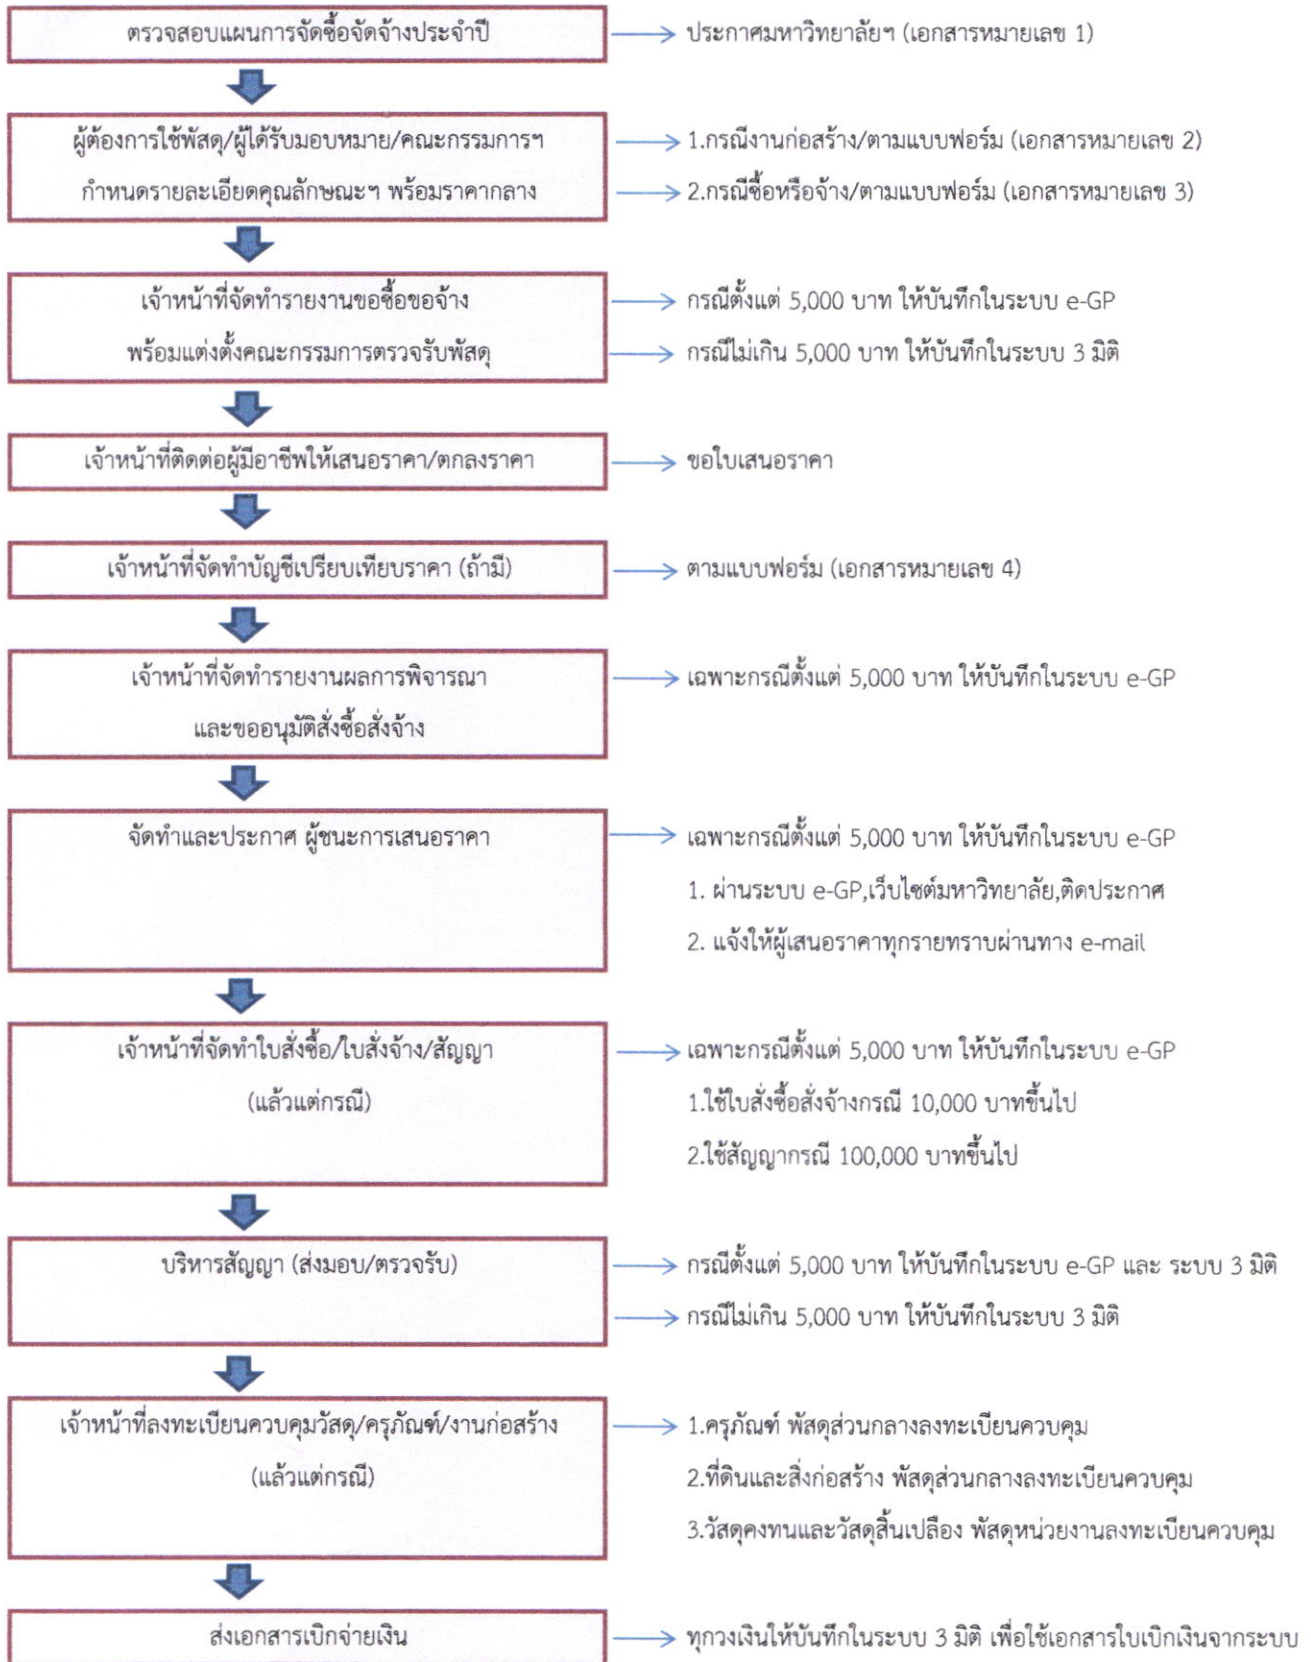 ตรวจสอบแผนการจัดซื้อจัดจ้างประจำปี
ประกาศมหาวิทยาลัยฯ (เอกสารหมายเลข 1)
ผู้ต้องการใช้พัสดุ/ผู้ได้รับมอบหมาย/คณะกรรมการฯ
กำหนดรายละเอียดคุณลักษณะฯ พร้อมราคากลาง
1.กรณีงานก่อสร้าง/ตามแบบฟอร์ม (เอกสารหมายเลข 2)
2.กรณีซื้อหรือจ้าง/ตามแบบฟอร์ม (เอกสารหมายเลข 3)
เจ้าหน้าที่จัดทำรายงานขอซื้อขอจ้าง
พร้อมแต่งตั้งคณะกรรมการตรวจรับพัสดุ
กรณีตั้งแต่ 5,000 บาท ให้บันทึกในระบบ e-GP
กรณีไม่เกิน 5,000 บาท ให้บันทึกในระบบ 3 มิติ
เจ้าหน้าที่ติดต่อผู้มีอาชีพให้เสนอราคา/ตกลงราคา
ขอใบเสนอราคา
เจ้าหน้าที่จัดทำบัญชีเปรียบเทียบราคา (ถ้ามี)
ตามแบบฟอร์ม (เอกสารหมายเลข 4)
เจ้าหน้าที่จัดทำรายงานผลการพิจารณา
และขออนุมัติสั่งซื้อสั่งจ้าง
เฉพาะกรณีตั้งแต่ 5,000 บาท ให้บันทึกในระบบ e-GP
จัดทำและประกาศ ผู้ชนะการเสนอราคา
เฉพาะกรณีตั้งแต่ 5,000 บาท ให้บันทึกในระบบ e-GP
1. ผ่านระบบ e-GP,เว็บไซต์มหาวิทยาลัย,ติดประกาศ
2. แจ้งให้ผู้เสนอราคาทุกรายทราบผ่านทาง e-mail
เจ้าหน้าที่จัดทำใบสั่งซื้อ/ใบสั่งจ้าง/สัญญา
(แล้วแต่กรณี)
เฉพาะกรณีตั้งแต่ 5,000 บาท ให้บันทึกในระบบ e-GP
1.ใช้ใบสั่งซื้อสั่งจ้างกรณี 10,000 บาทขึ้นไป
2.ใช้สัญญากรณี 100,000 บาทขึ้นไป
บริหารสัญญา (ส่งมอบ/ตรวจรับ)
กรณีตั้งแต่ 5,000 บาท ให้บันทึกในระบบ e-GP และ ระบบ 3 มิติ
กรณีไม่เกิน 5,000 บาท ให้บันทึกในระบบ 3 มิติ
เจ้าหน้าที่ลงทะเบียนควบคุมวัสดุ/ครุภัณฑ์/งานก่อสร้าง
(แล้วแต่กรณี)
1.ครุภัณฑ์ พัสดุส่วนกลางลงทะเบียนควบคุม
2.ที่ดินและสิ่งก่อสร้าง พัสดุส่วนกลางลงทะเบียนควบคุม
3.วัสดุคงทนและวัสดุสิ้นเปลือง พัสดุหน่วยงานลงทะเบียนควบคุม
ส่งเอกสารเบิกจ่ายเงิน
ทุกวงเงินให้บันทึกในระบบ 3 มิติ เพื่อใช้เอกสารใบเบิกเงินจากระบบ